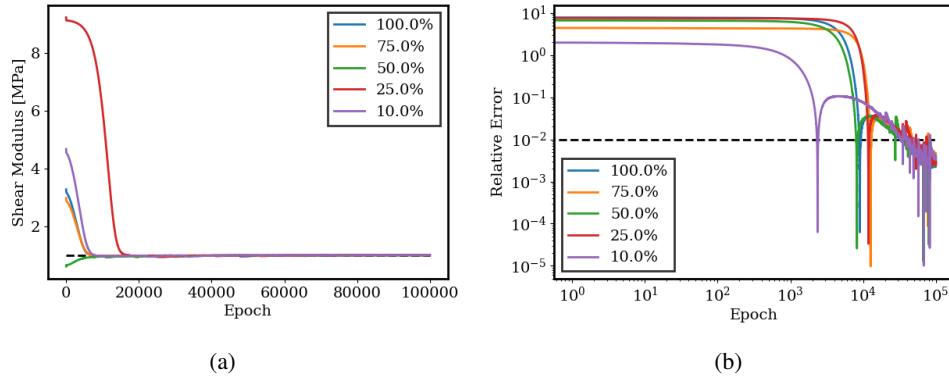 Shear Modulus [MPa]
8
6
4
2
100.0%
75.0%
50.0%
25.0%
10.0%
0 20000 40000 60000 80000 100000
Epoch
(a)
Relative Error
10^1
10^0
10^-1
10^-2
10^-3
10^-4
10^-5
100.0%
75.0%
50.0%
25.0%
10.0%
10^0 10^1 10^2 10^3 10^4 10^5
Epoch
(b)